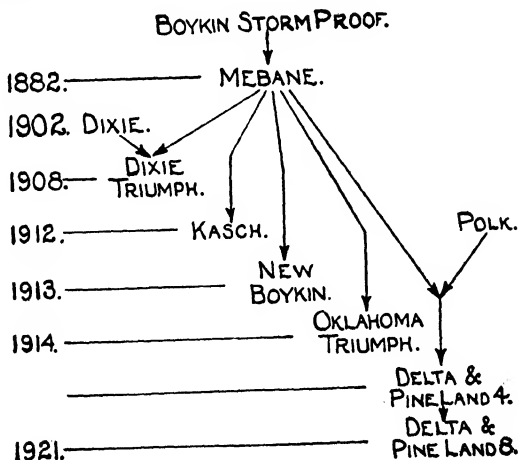 BOYKIN STORM PROOF.
1882. MEBANE.
1902. DIXIE.
1908. DIXIE
TRIUMPH.
POLK.
1912. KASCH.
NEW
1913. BOYKIN.
OKLAHOMA
1914. TRIUMPH.
DELTA &
PINE LAND 4.
DELTA &
1921. PINE LAND 8.